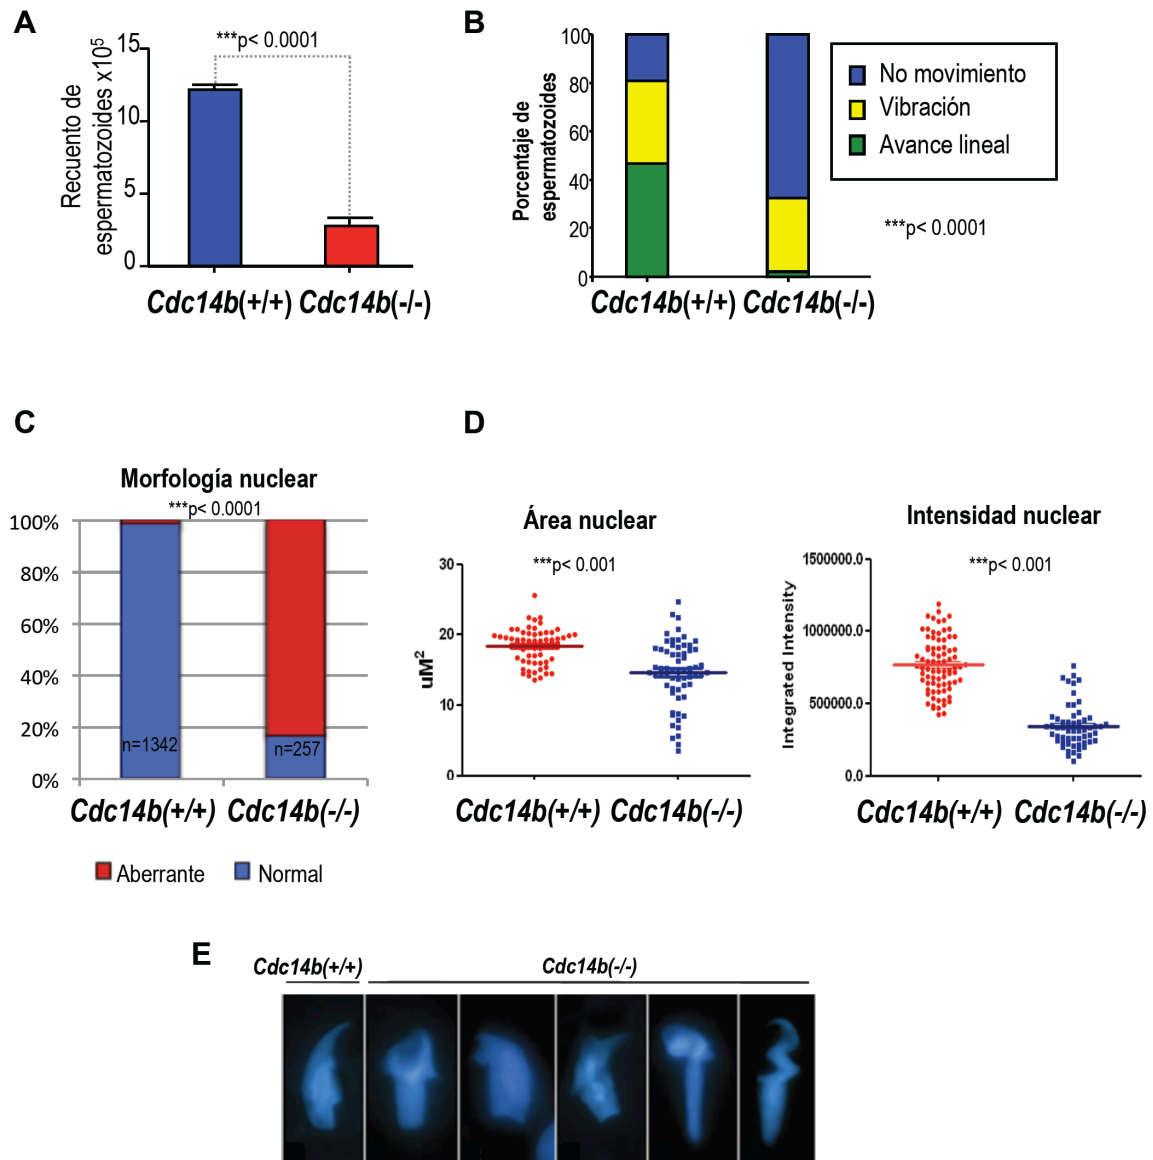 A
***p< 0.0001
Recuento de
espermatozoides x10⁵
15
10
5
0
Cdc14b(+/+) Cdc14b(-/-)
B
Porcentaje de
espermatozoides
100
80
60
40
20
0
Cdc14b(+/+) Cdc14b(-/-)
No movimiento
Vibración
Avance lineal
***p< 0.0001
C
Morfología nuclear
***p< 0.0001
100%
80%
60%
40%
20%
0%
n=1342
n=257
Cdc14b(+/+) Cdc14b(-/-)
Aberrante
Normal
D
Área nuclear
***p< 0.001
uM²
30
20
10
0
Cdc14b(+/+) Cdc14b(-/-)
Intensidad nuclear
***p< 0.001
Integrated Intensity
1500000.0
1000000.0
500000.0
0.0
Cdc14b(+/+) Cdc14b(-/-)
E
Cdc14b(+/+)
Cdc14b(-/-)